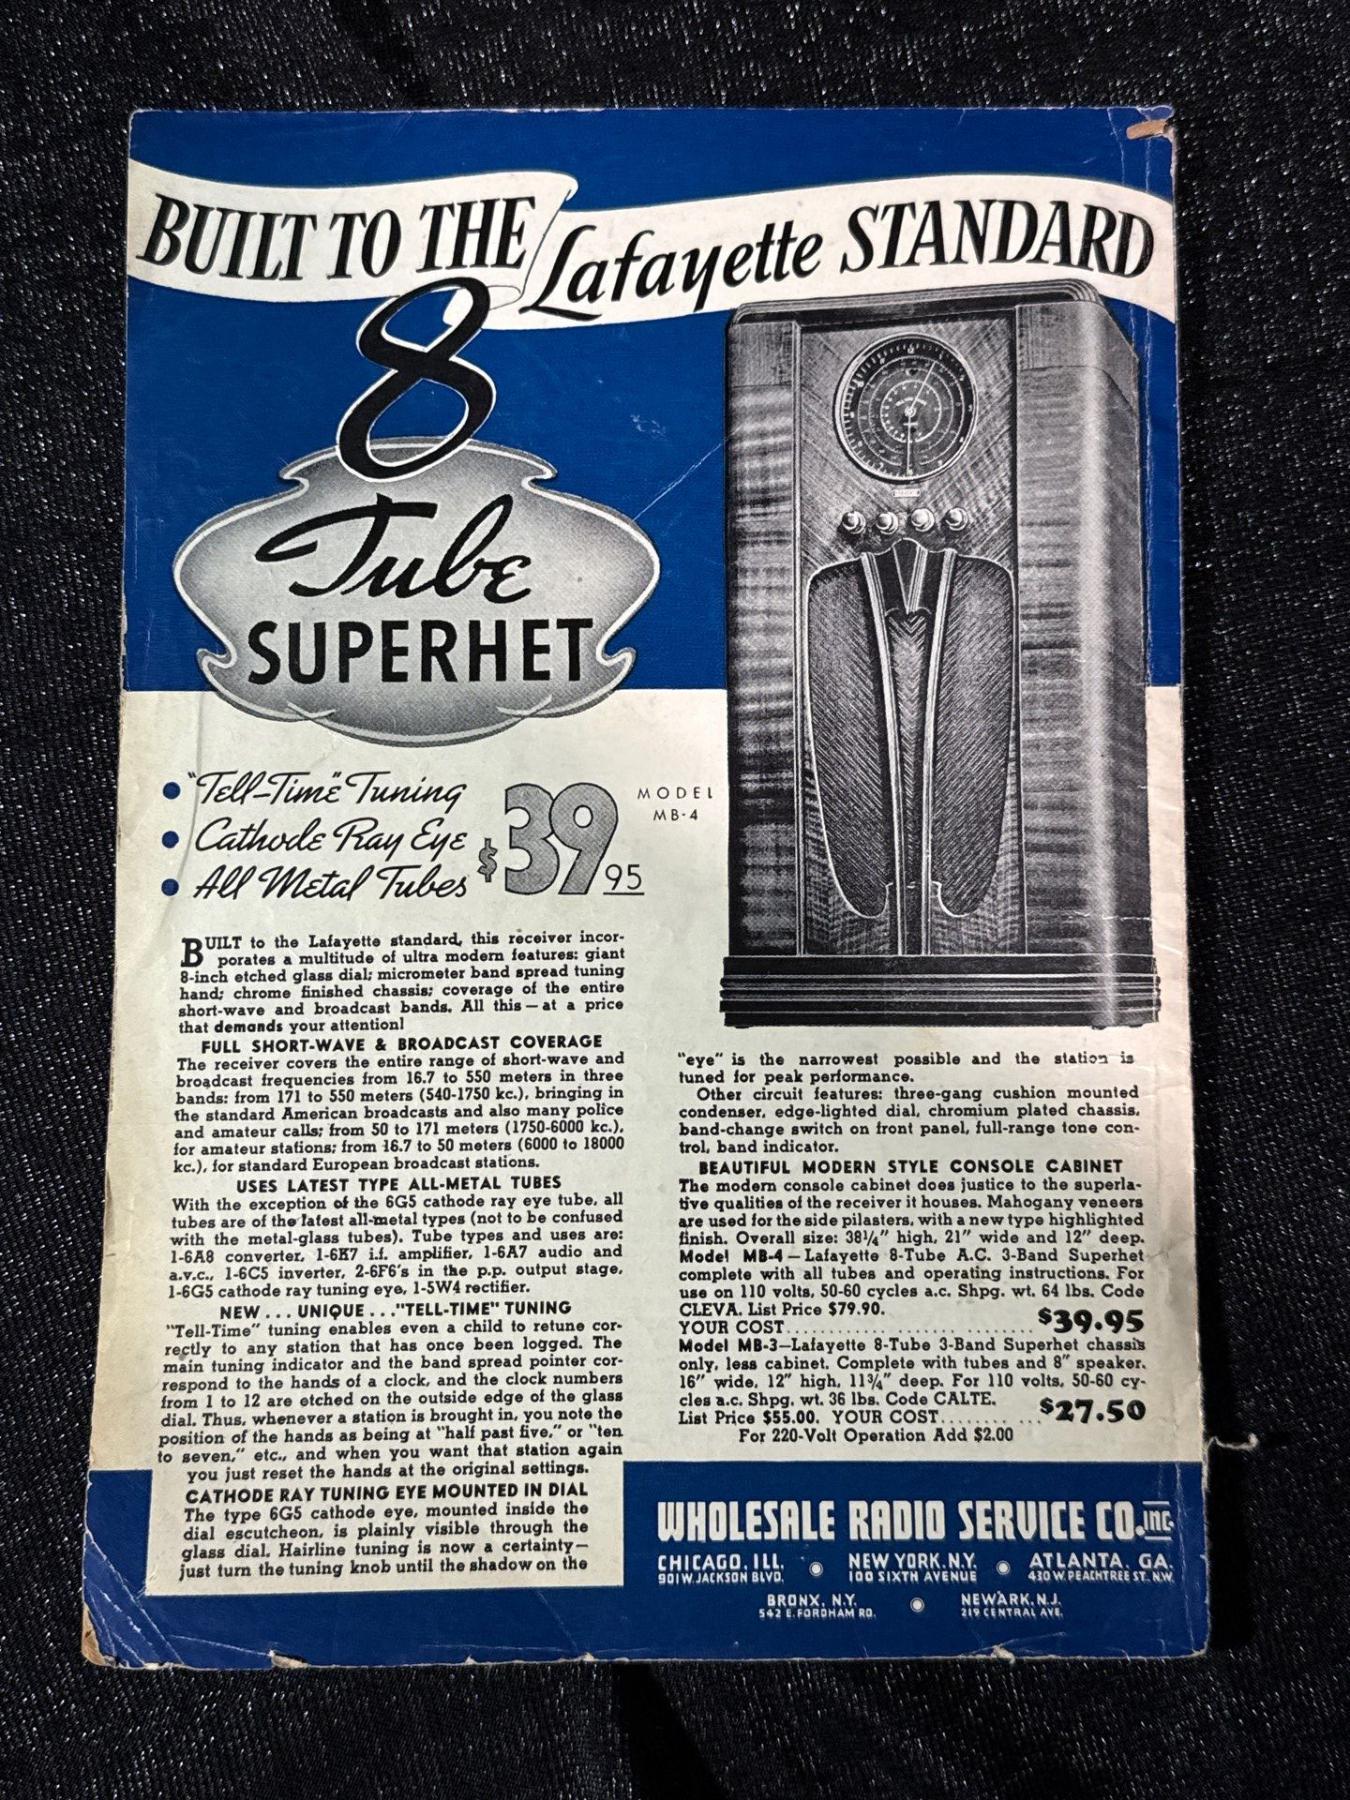 BUILT TO THE Lafayette STANDARD
8
Tube
SUPERHET
• "Tell-Time" Tuning
• Cathode Ray Eye
• All Metal Tubes
$39.95
MODEL
MB-4
BUILT to the Lafayette standard, this receiver incor-
porates a multitude of ultra modern features: giant
8-inch etched glass dial; micrometer band spread tuning
hand; chrome finished chassis; coverage of the entire
short-wave and broadcast bands. All this — at a price
that demands your attention!
FULL SHORT-WAVE & BROADCAST COVERAGE
The receiver covers the entire range of short-wave and
broadcast frequencies from 16.7 to 550 meters in three
bands: from 171 to 550 meters (540-1750 kc.), bringing in
the standard American broadcasts and also many police
and amateur calls; from 50 to 171 meters (1750-6000 kc.),
for amateur stations; from 16.7 to 50 meters (6000 to 18000
kc.), for standard European broadcast stations.
USES LATEST TYPE ALL-METAL TUBES
With the exception of the 6G5 cathode ray eye tube, all
tubes are of the latest all-metal types (not to be confused
with the metal-glass tubes). Tube types and uses are:
1-6A8 converter, 1-6K7 i.f. amplifier, 1-6A7 audio and
a.v.c., 1-6C5 inverter, 2-6F6's in the p.p. output stage,
1-6G5 cathode ray tuning eye, 1-5W4 rectifier.
NEW . . . UNIQUE . . . "TELL-TIME" TUNING
"Tell-Time" tuning enables even a child to retune cor-
rectly to any station that has once been logged. The
main tuning indicator and the band spread pointer cor-
respond to the hands of a clock, and the clock numbers
from 1 to 12 are etched on the outside edge of the glass
dial. Thus, whenever a station is brought in, you note the
position of the hands as being at "half past five," or "ten
to seven," etc., and when you want that station again
you just reset the hands at the original settings.
CATHODE RAY TUNING EYE MOUNTED IN DIAL
The type 6G5 cathode eye, mounted inside the
dial escutcheon, is plainly visible through the
glass dial. Hairline tuning is now a certainty—
just turn the tuning knob until the shadow on the
"eye" is the narrowest possible and the station is
tuned for peak performance.
Other circuit features: three-gang cushion mounted
condenser, edge-lighted dial, chromium plated chassis,
band-change switch on front panel, full-range tone con-
trol, band indicator.
BEAUTIFUL MODERN STYLE CONSOLE CABINET
The modern console cabinet does justice to the superla-
tive qualities of the receiver it houses. Mahogany veneers
are used for the side pilasters, with a new type highlighted
finish. Overall size: 38¼" high, 21" wide and 12" deep.
Model MB-4 — Lafayette 8-Tube A.C. 3-Band Superhet
complete with all tubes and operating instructions. For
use on 110 volts, 50-60 cycles a.c. Shpg. wt. 64 lbs. Code
CLEVA. List Price $79.90.
YOUR COST........................... $39.95
Model MB-3—Lafayette 8-Tube 3-Band Superhet chassis
only, less cabinet. Complete with tubes and 8" speaker.
16" wide, 12" high, 11¾" deep. For 110 volts, 50-60 cy-
cles a.c. Shpg. wt. 36 lbs. Code CALTE.
List Price $55.00. YOUR COST........... $27.50
For 220-Volt Operation Add $2.00
WHOLESALE RADIO SERVICE CO. INC.
CHICAGO, ILL. • NEW YORK, N.Y. • ATLANTA, GA.
901 W. JACKSON BLVD. 100 SIXTH AVENUE 430 W. PEACHTREE ST. N.W.
BRONX, N.Y. • NEWARK, N.J.
542 E. FORDHAM RD. 219 CENTRAL AVE.